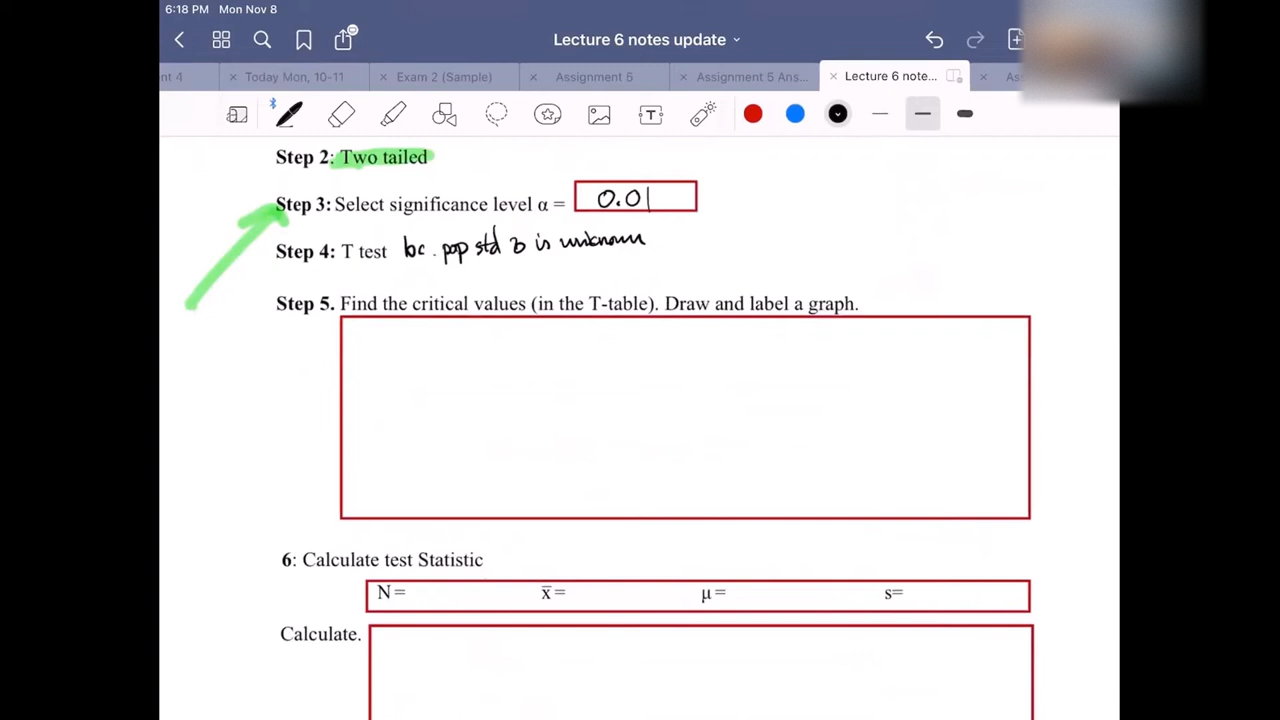 6:18 PM Mon Nov 8
Lecture 6 notes update
nt 4
Today Mon, 10-11
Exam 2 (Sample)
Assignment 6
Assignment 5 Ans...
Lecture 6 note...
As
Step 2: Two tailed
Step 3: Select significance level α = 0.01
Step 4: T test bc. pop std is unknown
Step 5. Find the critical values (in the T-table). Draw and label a graph.
6: Calculate test Statistic
N= x̄= μ= s=
Calculate.